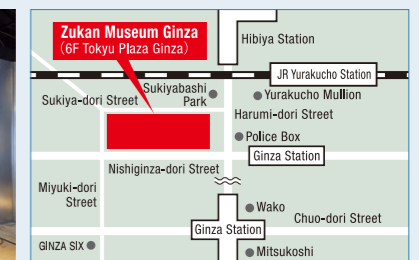 Zukan Museum Ginza
(6F Tokyu Plaza Ginza)
Hibiya Station
JR Yurakucho Station
Sukiyabashi
Park
Yurakucho Mullion
Sukiya-dori Street
Harumi-dori Street
Police Box
Ginza Station
Nishiginza-dori Street
Miyuki-dori
Street
Wako
Chuo-dori Street
Ginza Station
GINZA SIX
Mitsukoshi